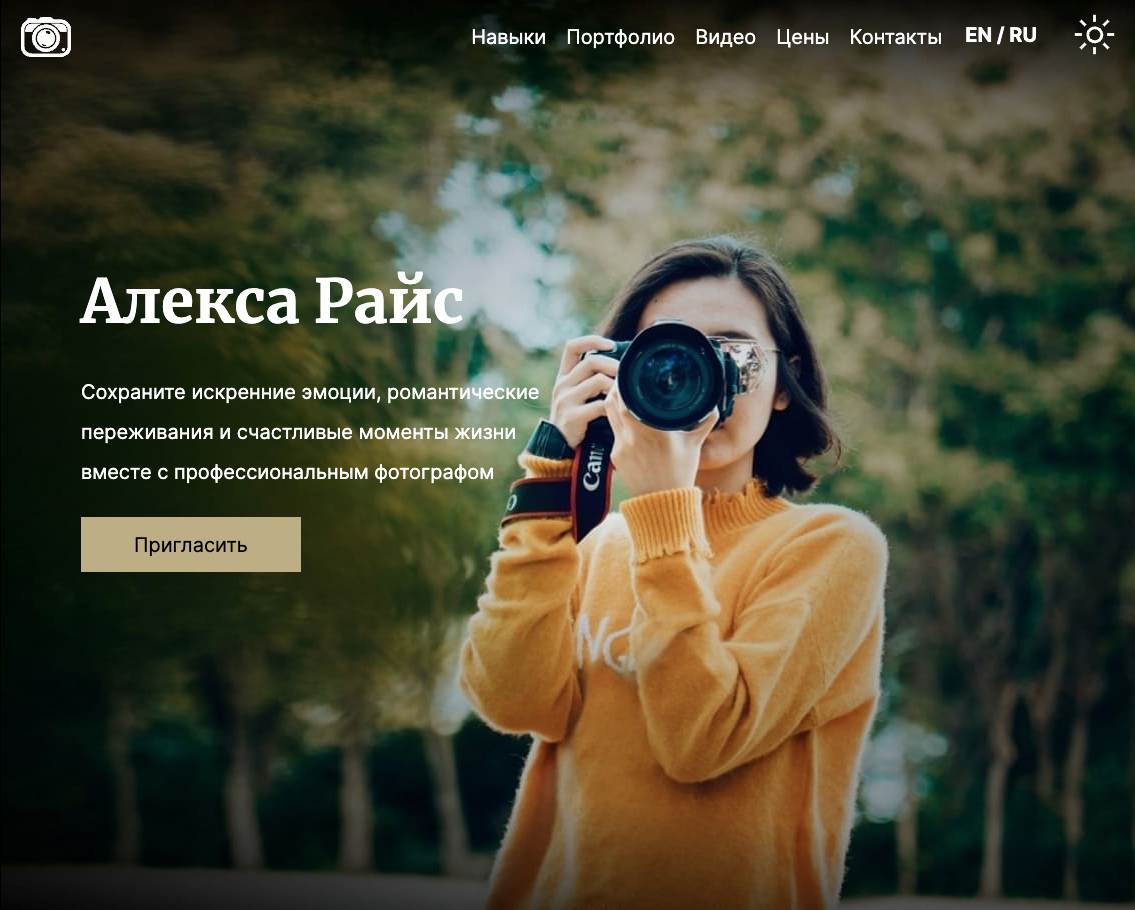 Навыки Портфолио Видео Цены Контакты EN / RU
Алекса Райс
Сохраните искренние эмоции, романтические
переживания и счастливые моменты жизни
вместе с профессиональным фотографом
Пригласить